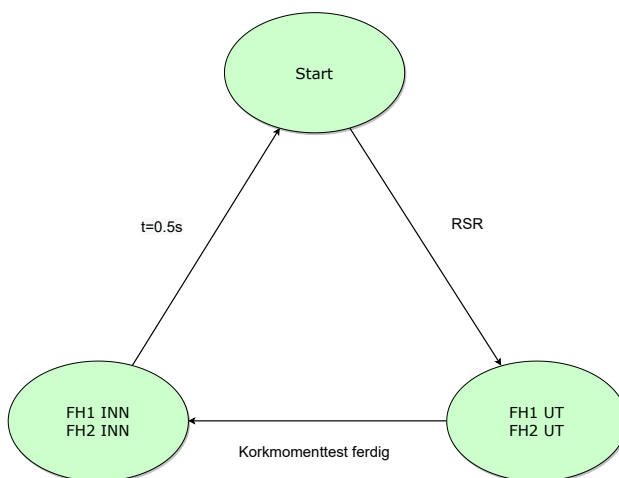 Start
t=0.5s
RSR
FH1 INN
FH2 INN
FH1 UT
FH2 UT
Korkmomenttest ferdig